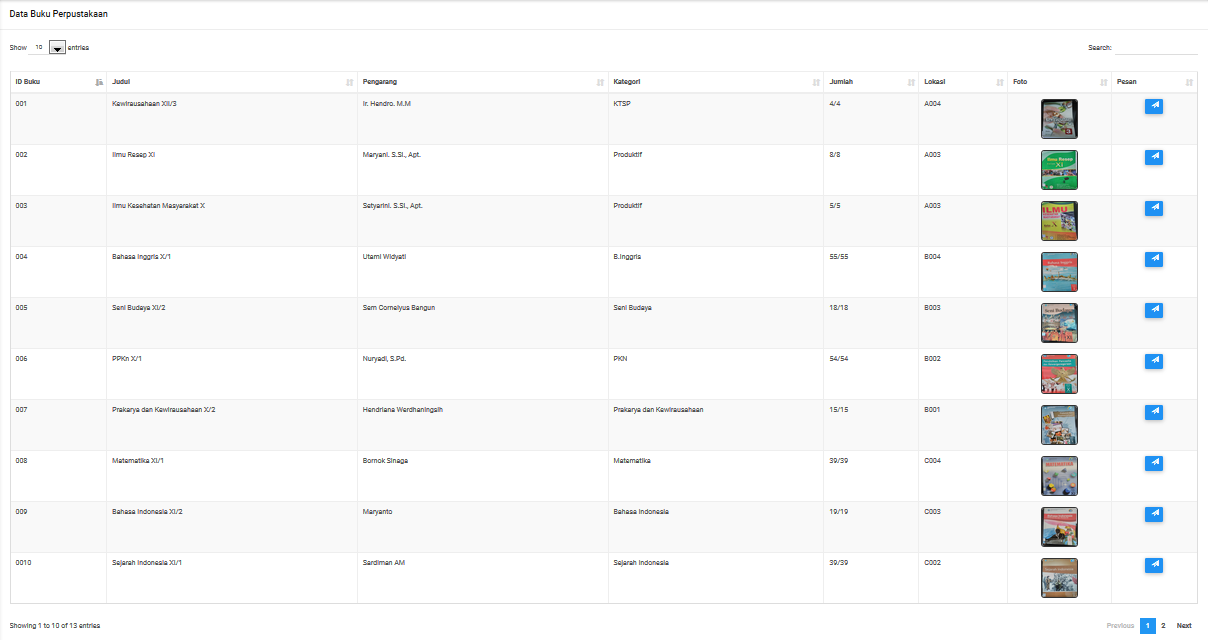 Data Buku Perpustakaan
Show 10 entries Search:
ID Buku Judul Pengarang Kategori Jumlah Lokasi Foto Pesan
001 Kewirausahaan XII/3 Ir. Hendro. M.M KTSP 4/4 A004
002 Ilmu Resep XI Maryani. S.Si., Apt. Produktif 8/8 A003
003 Ilmu Kesehatan Masyarakat X Setyarini. S.Si., Apt. Produktif 5/5 A003
004 Bahasa Inggris X/1 Utami Widyati B.Inggris 55/55 B004
005 Seni Budaya XI/2 Sem Cornelyus Bangun Seni Budaya 18/18 B003
006 PPKn X/1 Nuryadi, S.Pd. PKN 54/54 B002
007 Prakarya dan Kewirausahaan X/2 Hendriana Werdhaningsih Prakarya dan Kewirausahaan 15/15 B001
008 Matematika XI/1 Bornok Sinaga Matematika 39/39 C004
009 Bahasa Indonesia XI/2 Maryanto Bahasa Indonesia 19/19 C003
0010 Sejarah Indonesia XI/1 Sardiman AM Sejarah Indonesia 39/39 C002
Showing 1 to 10 of 13 entries Previous 1 2 Next